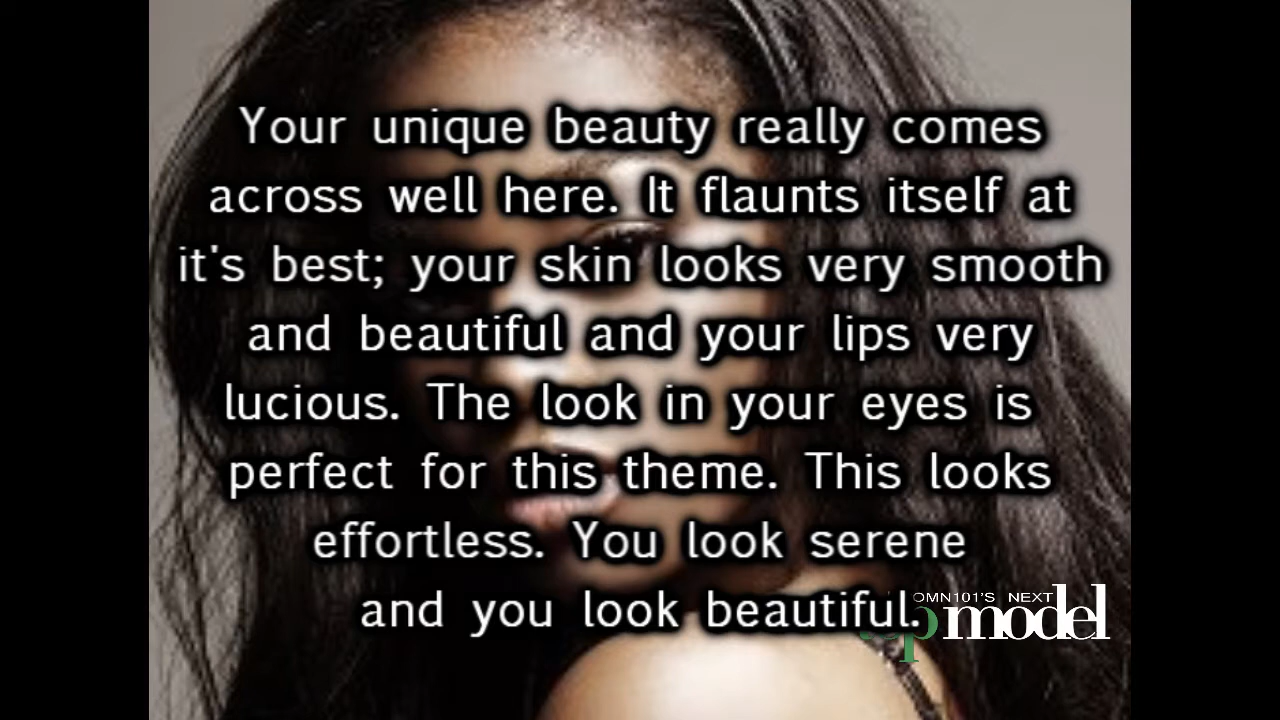 Your unique beauty really comes
across well here. It flaunts itself at
it's best; your skin looks very smooth
and beautiful and your lips very
lucious. The look in your eyes is
perfect for this theme. This looks
effortless. You look serene
and you look beautiful.
OMN101'S NEXT
model